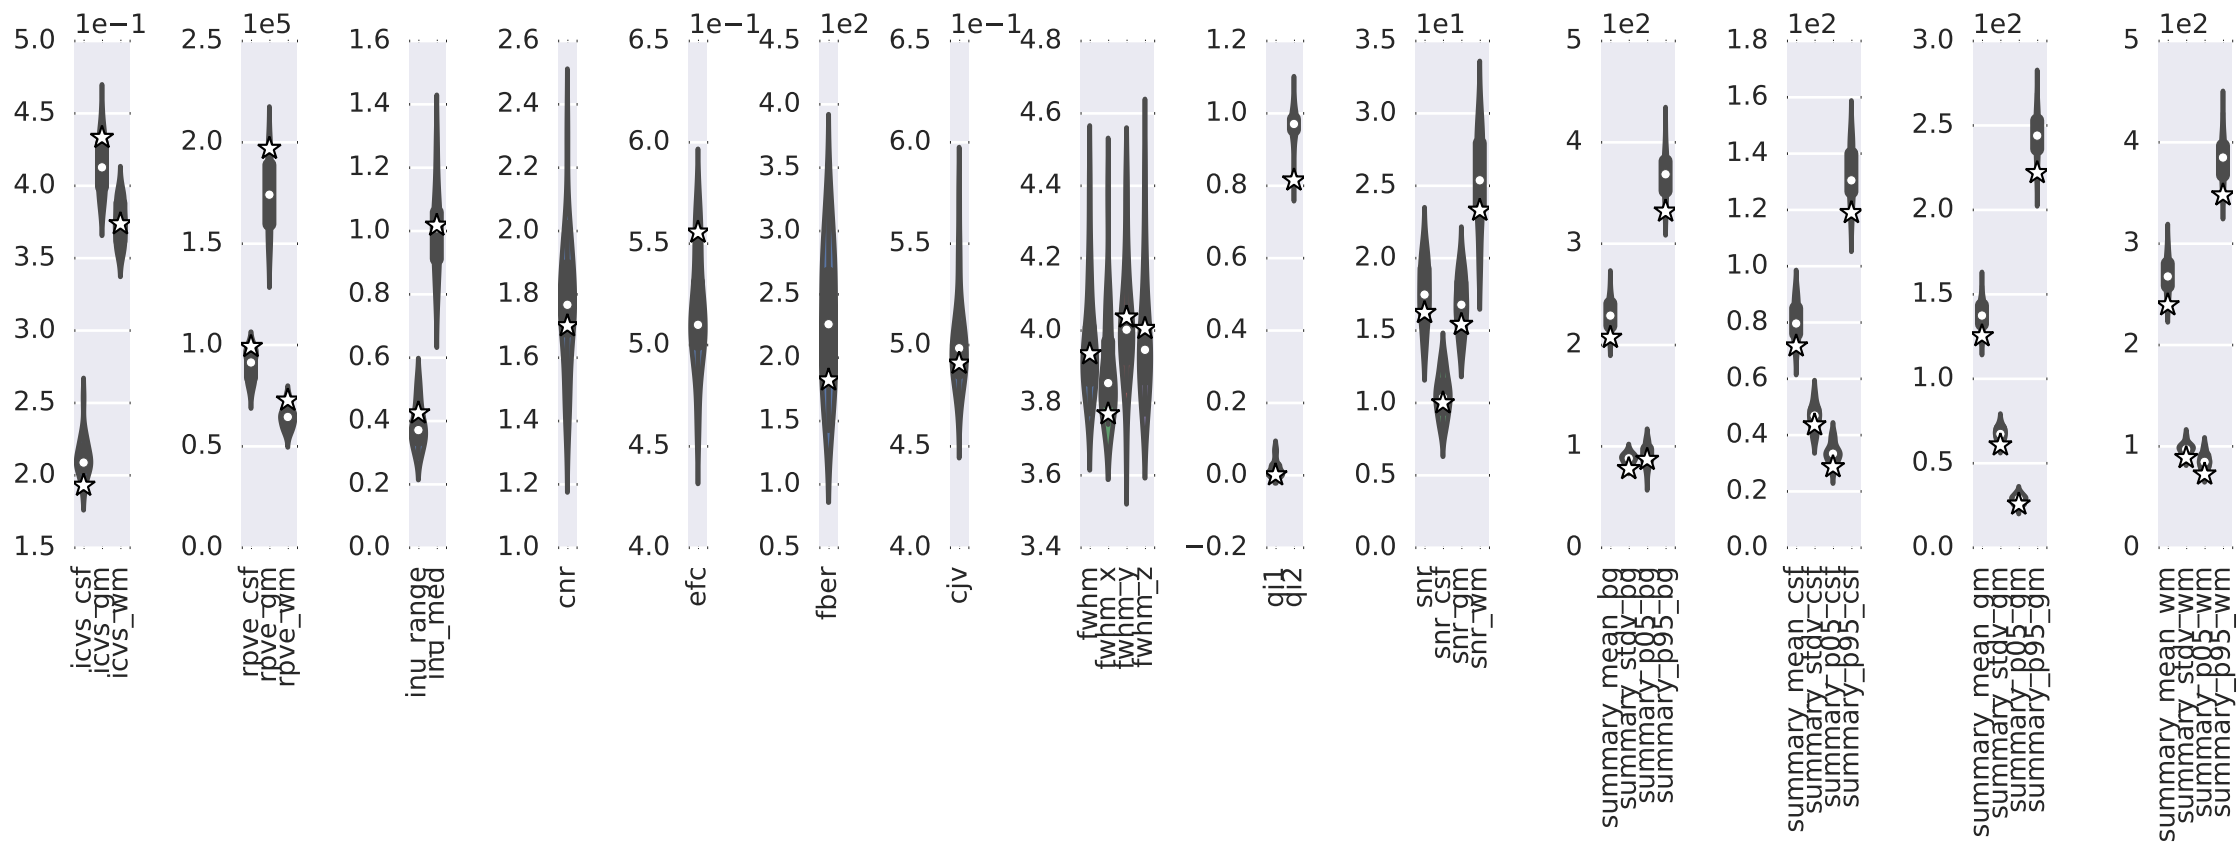 1e−1
5.0
4.5
4.0
3.5
3.0
2.5
2.0
1.5
icvs_csf
icvs_gm
icvs_wm
1e5
2.5
2.0
1.5
1.0
0.5
0.0
rpve_csf
rpve_gm
rpve_wm
1.6
1.4
1.2
1.0
0.8
0.6
0.4
0.2
0.0
inu_range
inu_med
2.6
2.4
2.2
2.0
1.8
1.6
1.4
1.2
1.0
cnr
1e−1
6.5
6.0
5.5
5.0
4.5
4.0
efc
1e2
4.5
4.0
3.5
3.0
2.5
2.0
1.5
1.0
0.5
fber
1e−1
6.5
6.0
5.5
5.0
4.5
4.0
cjv
4.8
4.6
4.4
4.2
4.0
3.8
3.6
3.4
fwhm
fwhm_x
fwhm_y
fwhm_z
1.2
1.0
0.8
0.6
0.4
0.2
0.0
−0.2
qi1
qi2
1e1
3.5
3.0
2.5
2.0
1.5
1.0
0.5
0.0
snr
snr_csf
snr_gm
snr_wm
1e2
5
4
3
2
1
0
summary_mean_bg
summary_stdv_bg
summary_p05_bg
summary_p95_bg
1e2
1.8
1.6
1.4
1.2
1.0
0.8
0.6
0.4
0.2
0.0
summary_mean_csf
summary_stdv_csf
summary_p05_csf
summary_p95_csf
1e2
3.0
2.5
2.0
1.5
1.0
0.5
0.0
summary_mean_gm
summary_stdv_gm
summary_p05_gm
summary_p95_gm
1e2
5
4
3
2
1
0
summary_mean_wm
summary_stdv_wm
summary_p05_wm
summary_p95_wm